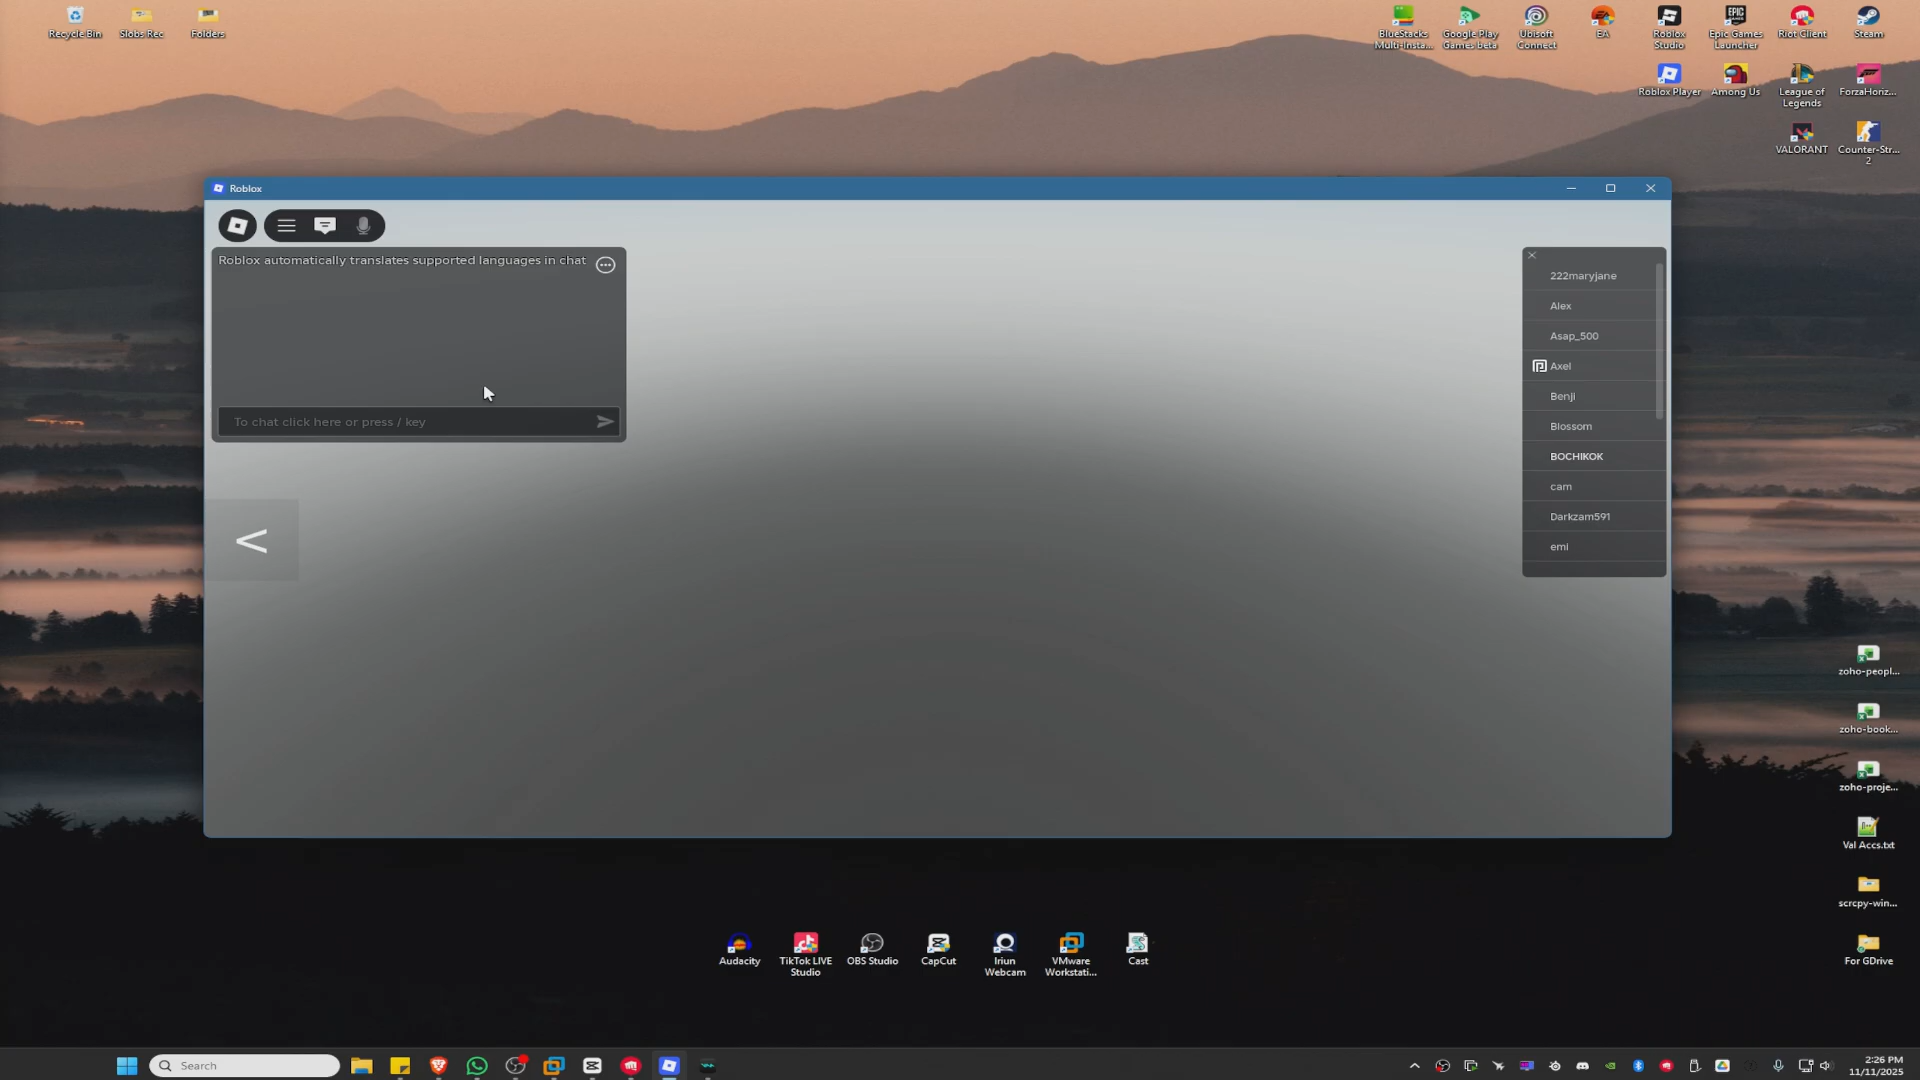 Recycle Bin
Slobs Rec
Folders
BlueStacks
Multi-Insta...
Google Play
Games beta
Ubisoft
Connect
EA
Roblox
Studio
Epic Games
Launcher
Riot Client
Steam
Roblox Player
Among Us
League of
Legends
ForzaHoriz...
VALORANT
Counter-Str...
2
Roblox
Roblox automatically translates supported languages in chat
To chat click here or press / key
<
222maryjane
Alex
Asap_500
Axel
Benji
Blossom
BOCHIKOK
cam
Darkzam591
emi
zoho-peopl...
zoho-book...
zoho-proje...
Val Accs.txt
scrcpy-win...
For GDrive
Audacity
TikTok LIVE
Studio
OBS Studio
CapCut
Iriun
Webcam
VMware
Workstati...
Cast
Search
2:26 PM
11/11/2025